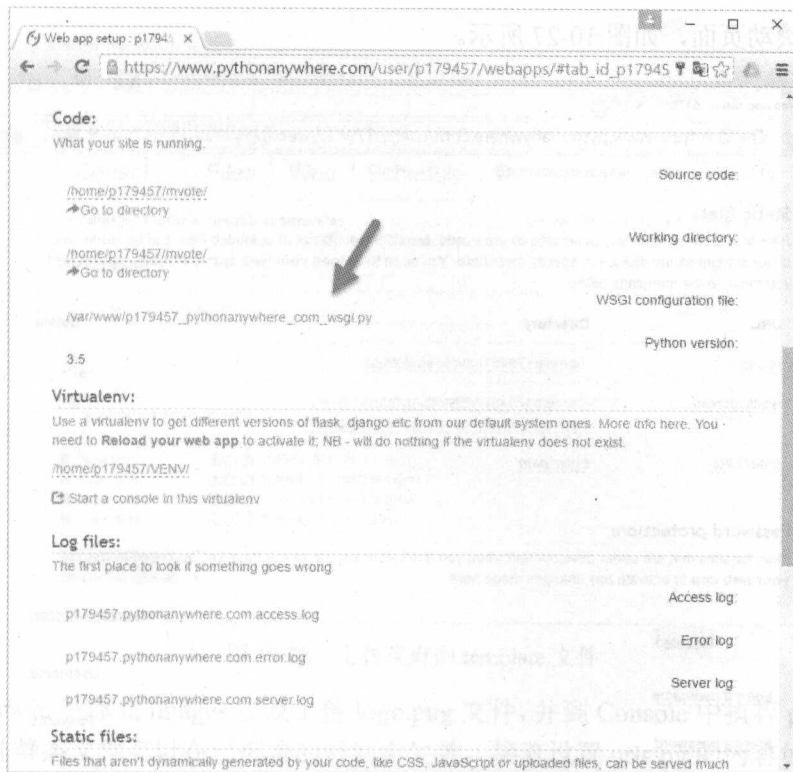 Web app setup : p1794
https://www.pythonanywhere.com/user/p179457/webapps/#tab_id_p17945
Code:
What your site is running.
Source code:
/home/p179457/mvote/
Go to directory
Working directory:
/home/p179457/mvote/
Go to directory
WSGI configuration file:
/var/www/p179457_pythonanywhere_com_wsgi.py
Python version:
3.5
Virtualenv:
Use a virtualenv to get different versions of flask, django etc from our default system ones. More info here. You
need to Reload your web app to activate it; NB - will do nothing if the virtualenv does not exist.
/home/p179457/VENV/
Start a console in this virtualenv
Log files:
The first place to look if something goes wrong.
Access log:
p179457.pythonanywhere.com.access.log
Error log:
p179457.pythonanywhere.com.error.log
Server log:
p179457.pythonanywhere.com.server.log
Static files:
Files that aren't dynamically generated by your code, like CSS, JavaScript or uploaded files, can be served much